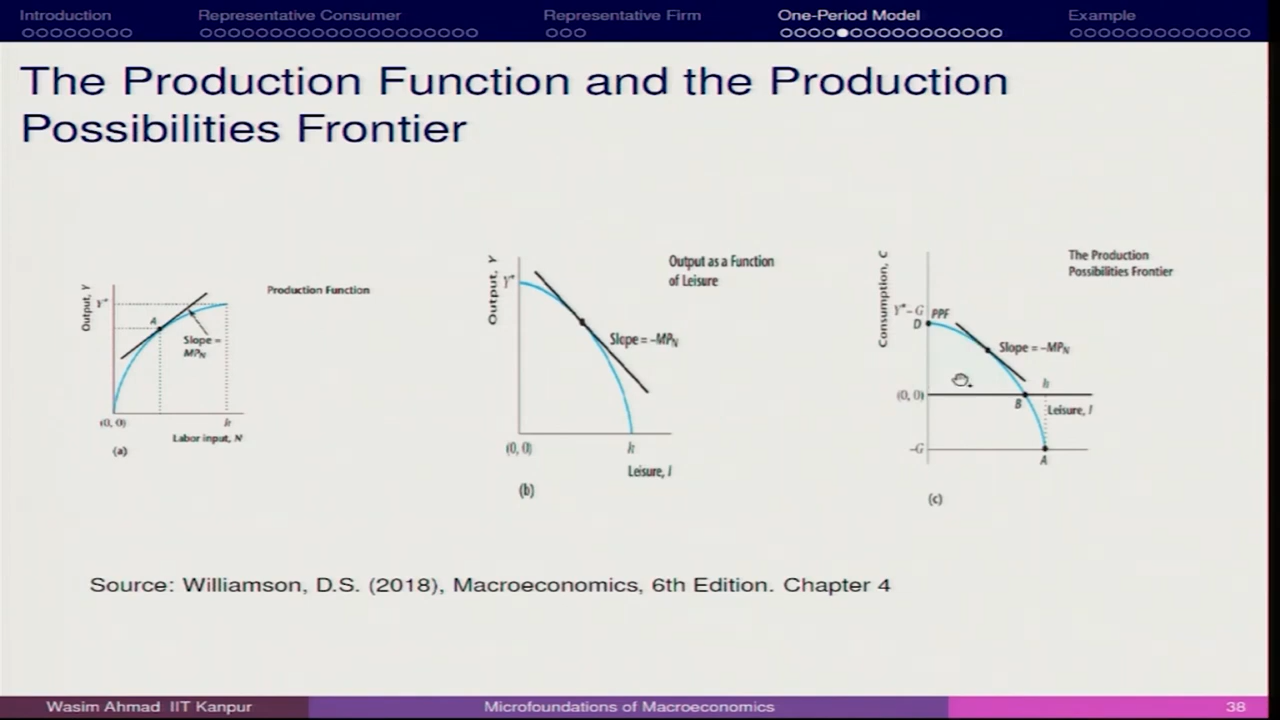 Introduction
Representative Consumer
Representative Firm
One-Period Model
Example
The Production Function and the Production
Possibilities Frontier
Output, Y
Y*
A
Slope =
MPN
(0, 0)
h
Labor input, N
(a)
Production Function
Output, Y
Y*
Output as a Function
of Leisure
Slope = -MPN
(0, 0)
h
Leisure, l
(b)
Consumption, C
The Production
Possibilities Frontier
Y* - G
PPF
D
Slope = -MPN
(0, 0)
h
B
Leisure, l
-G
A
(c)
Source: Williamson, D.S. (2018), Macroeconomics, 6th Edition. Chapter 4
Wasim Ahmad IIT Kanpur
Microfoundations of Macroeconomics
38